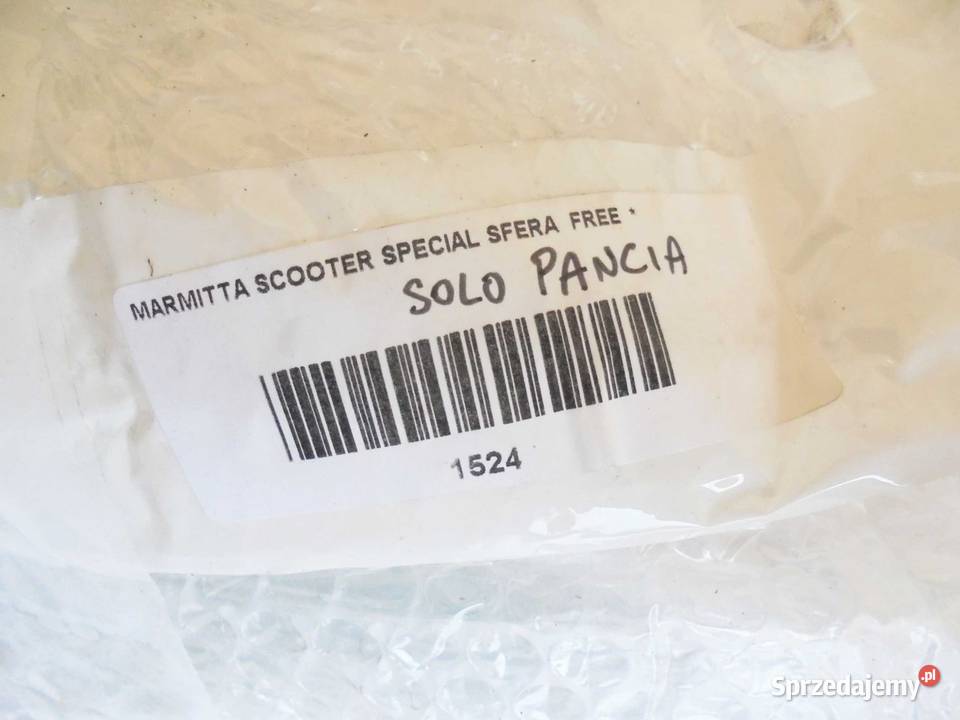 MARMITTA SCOOTER SPECIAL SFERA FREE *
SOLO PANCIA
1524
Sprzedajemy.pl